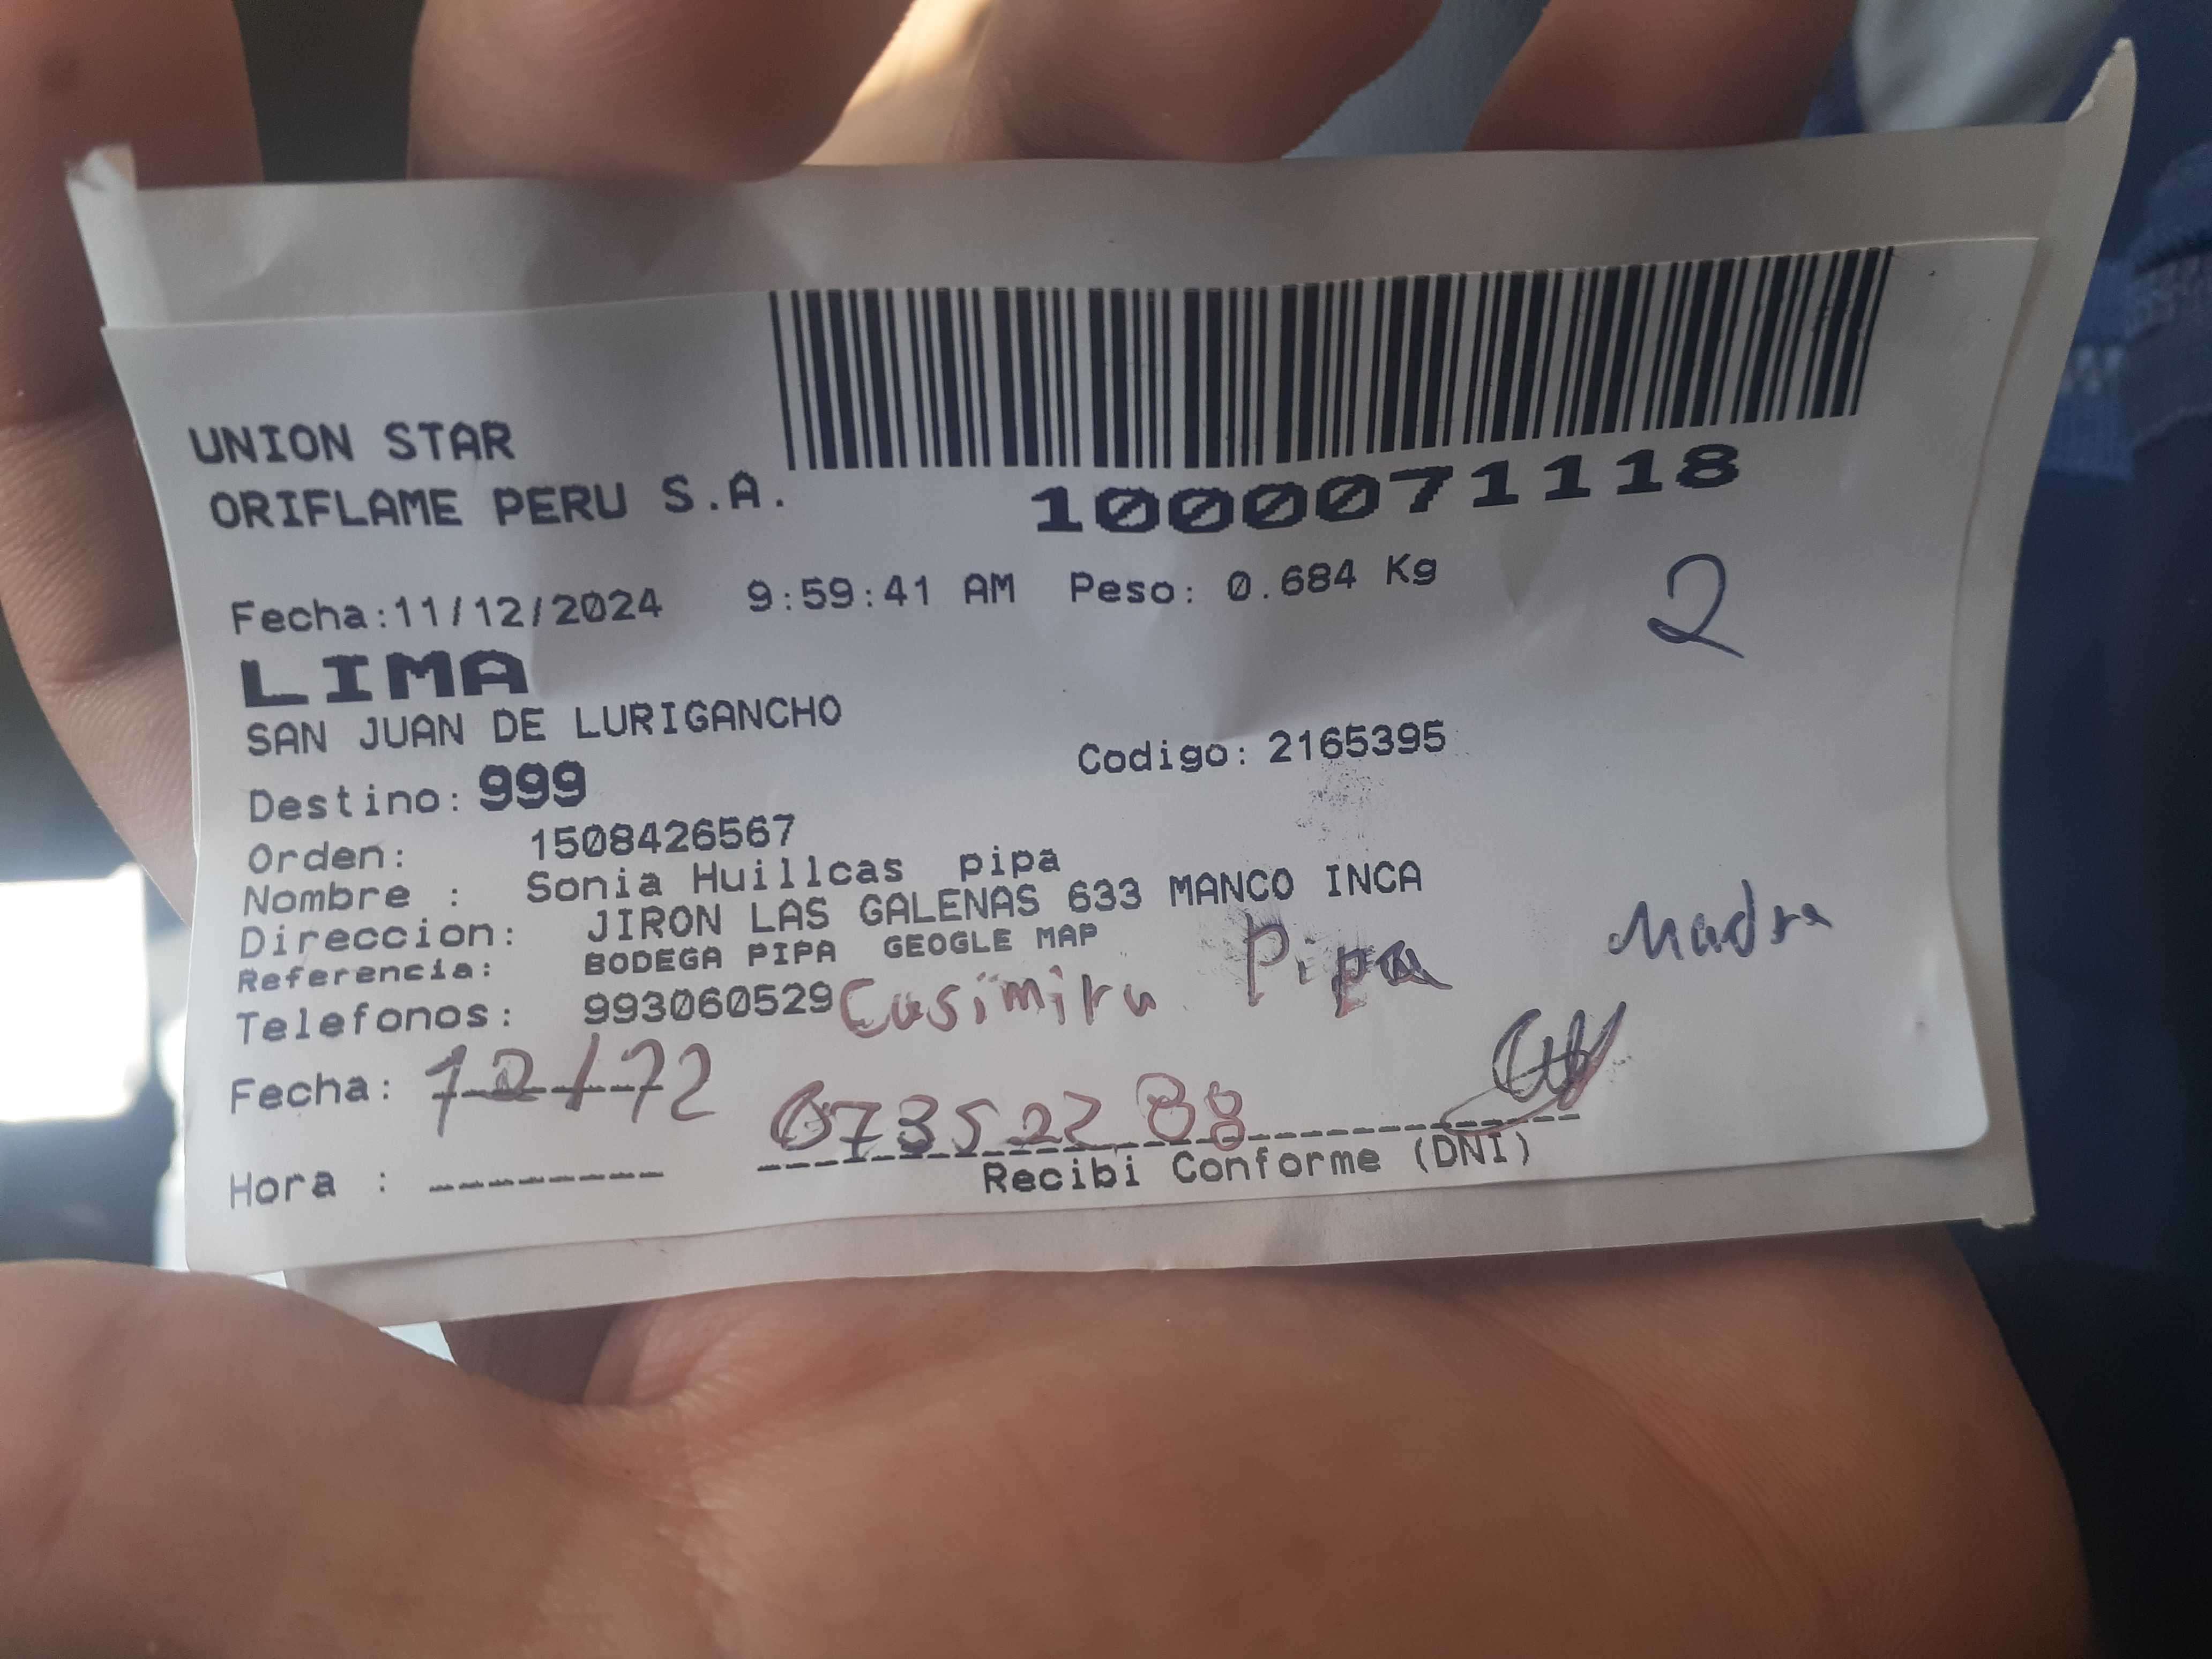 UNION STAR
ORIFLAME PERU S.A.
1000071118
Fecha:11/12/2024 9:59:41 AM Peso: 0.684 Kg
2
LIMA
SAN JUAN DE LURIGANCHO
Destino: 999 Codigo: 2165395
Orden: 1508426567
Nombre : Sonia Huillcas pipa
Direccion: JIRON LAS GALENAS 633 MANCO INCA
Referencia: BODEGA PIPA GEOGLE MAP
Telefonos: 993060529 Casimira Pipa Madre
Fecha: 12/12
07352288
Hora : ---------
Recibi Conforme (DNI)